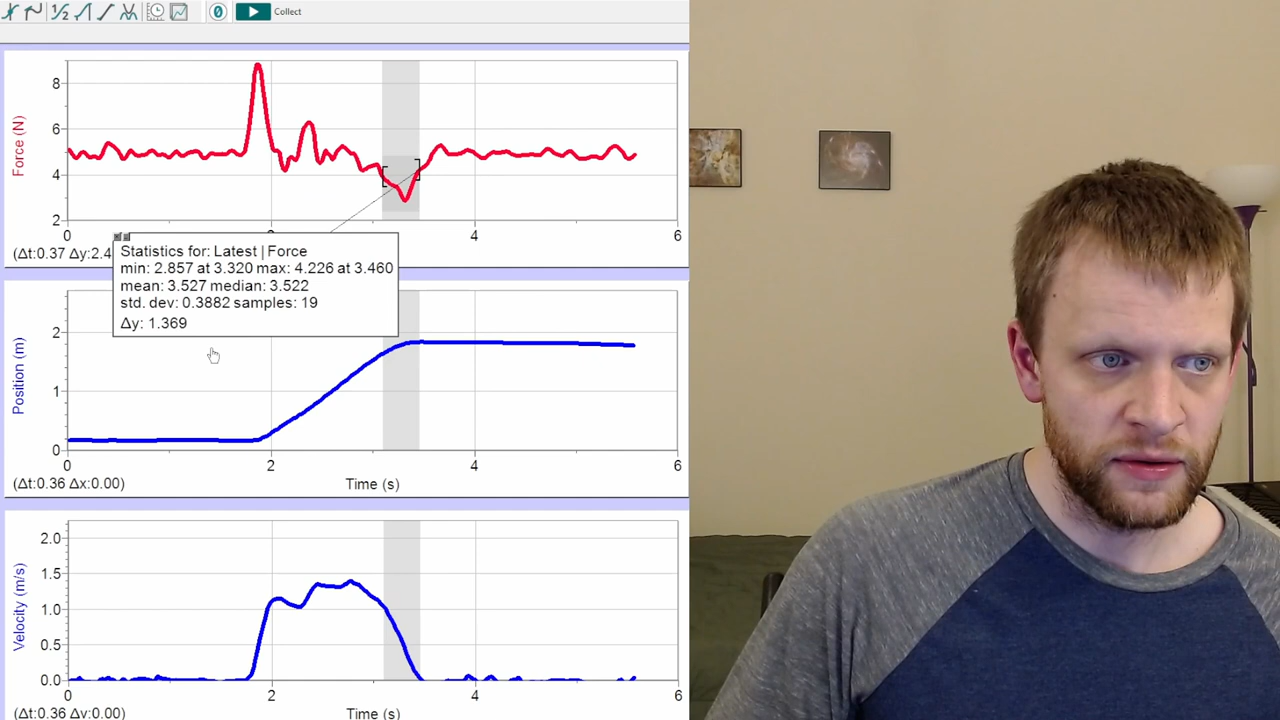 ½
0
Collect
Force (N)
8
6
4
2
0
4
6
(Δt:0.37 Δy:2.4
Statistics for: Latest | Force
min: 2.857 at 3.320 max: 4.226 at 3.460
mean: 3.527 median: 3.522
std. dev: 0.3882 samples: 19
Δy: 1.369
Position (m)
2
1
0
0
2
4
6
(Δt:0.36 Δx:0.00)
Time (s)
Velocity (m/s)
2.0
1.5
1.0
0.5
0.0
0
2
4
6
(Δt:0.36 Δv:0.00)
Time (s)